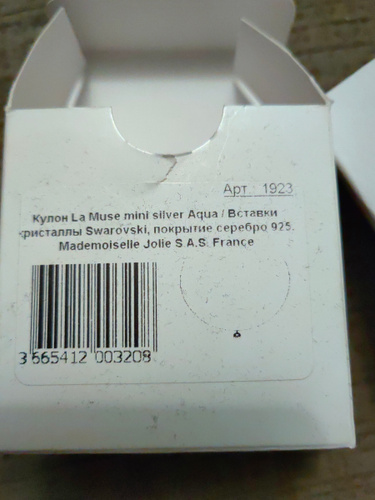 Арт : 1923
Кулон La Muse mini silver Aqua / Вставки
кристаллы Swarovski, покрытие серебро 925.
Mademoiselle Jolie S.A.S. France
3 665412 003208